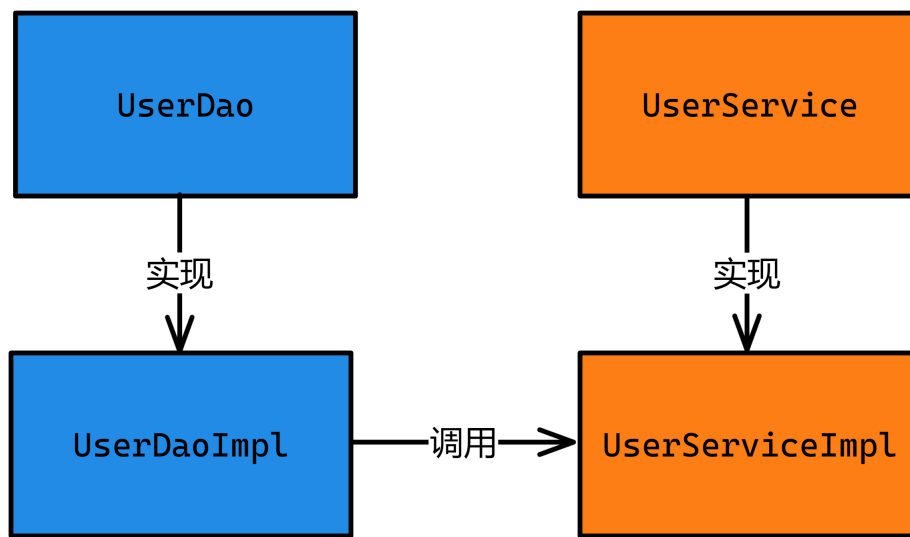 UserDao
UserService
实现
实现
UserDaoImpl
调用
UserServiceImpl